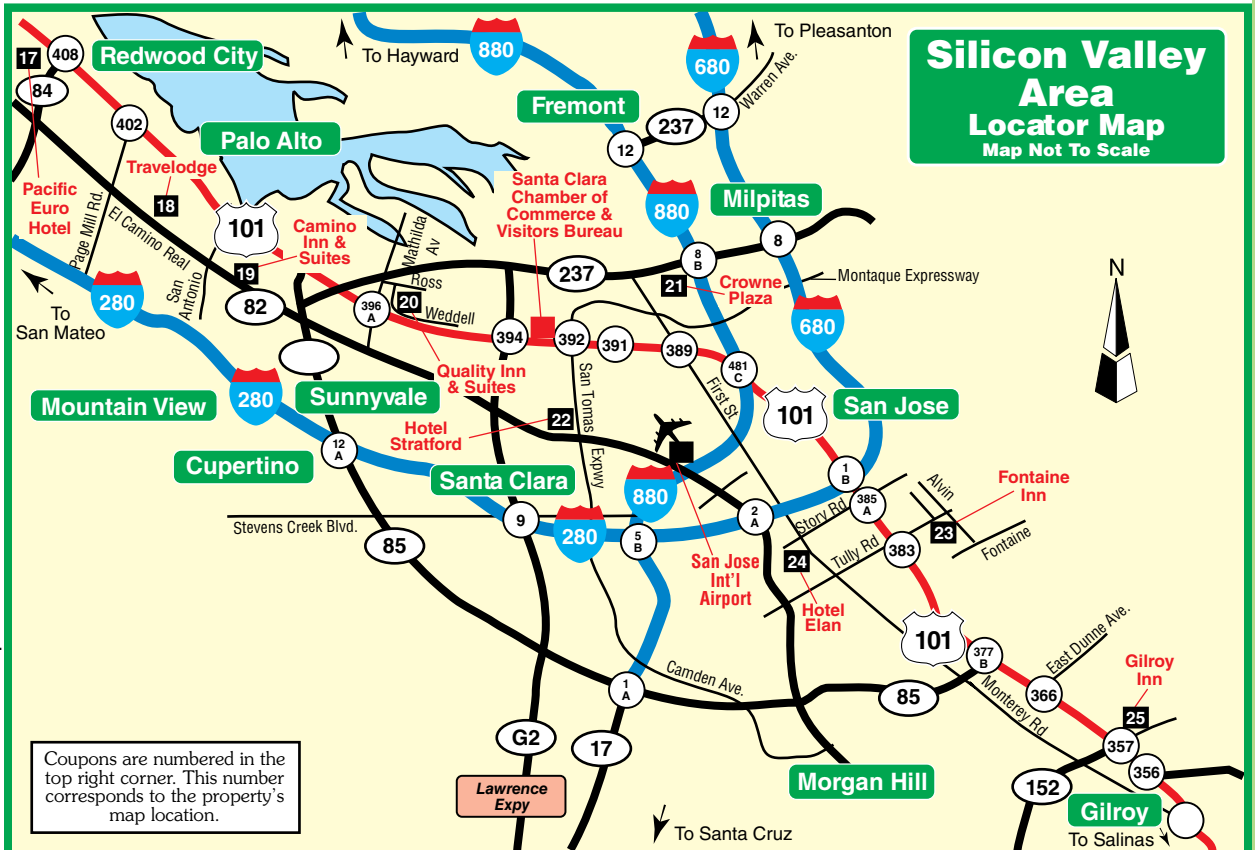 Silicon Valley
Area
Locator Map
Map Not To Scale
17
408
Redwood City
84
402
Palo Alto
Travelodge
18
Pacific
Euro
Hotel
Page Mill Rd.
El Camino Real
101
San
Antonio
Camino
Inn &
Suites
19
82
280
To
San Mateo
To Hayward
880
Fremont
12
237
12
680
To Pleasanton
Warren Ave.
Santa Clara
Chamber of
Commerce &
Visitors Bureau
880
Milpitas
8
8
B
237
Mathilda
Av
Ross
Weddell
396
A
20
394
392
391
389
481
C
21
Crowne
Plaza
Montaque Expressway
680
N
Quality Inn
& Suites
Mountain View
280
Sunnyvale
12
A
Cupertino
Hotel
Stratford
22
San Tomas
Expwy
First St
101
San Jose
Santa Clara
880
Stevens Creek Blvd.
9
280
5
B
2
A
1
B
385
A
Story Rd
Tully Rd
383
Alvin
Fontaine
Inn
23
Fontaine
85
San Jose
Int'l
Airport
24
Hotel
Elan
101
377
B
East Dunne Ave.
366
Gilroy
Inn
25
Monterey Rd
357
356
1
A
Camden Ave.
85
G2
17
Lawrence
Expy
Morgan Hill
152
Gilroy
To Salinas
To Santa Cruz
Coupons are numbered in the
top right corner. This number
corresponds to the property's
map location.